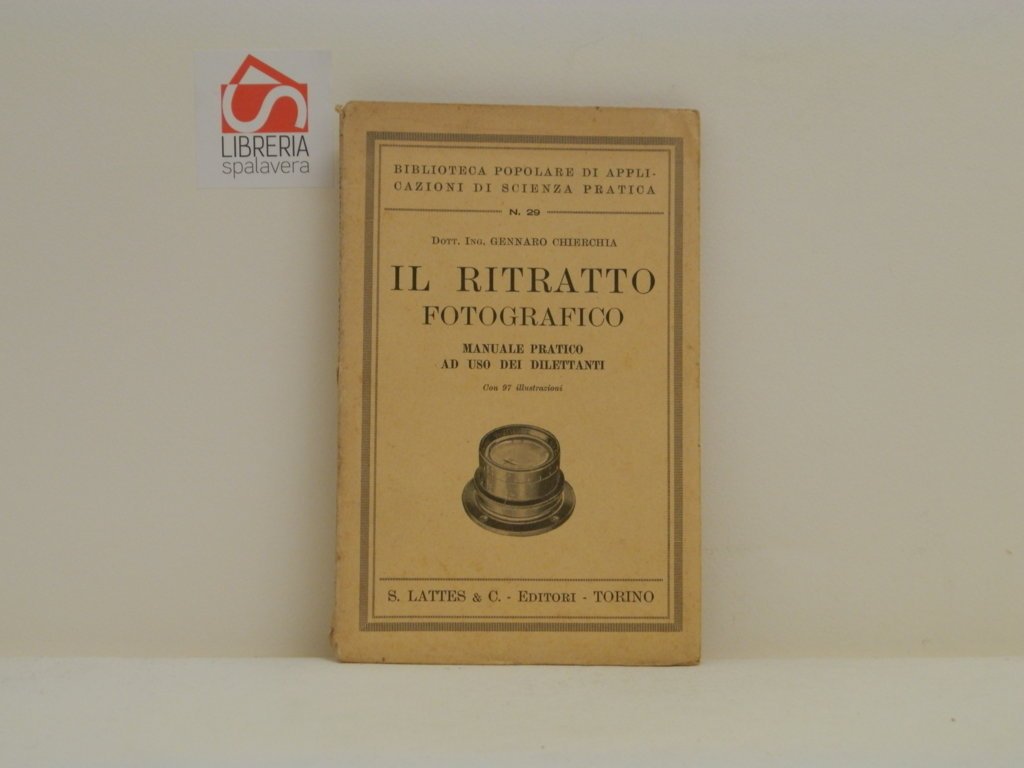 LIBRERIA
spalavera
BIBLIOTECA POPOLARE DI APPLI-
CAZIONI DI SCIENZA PRATICA
N. 29
DOTT. ING. GENNARO CHIERCHIA
IL RITRATTO
FOTOGRAFICO
MANUALE PRATICO
AD USO DEI DILETTANTI
Con 97 illustrazioni
S. LATTES & C. - EDITORI - TORINO